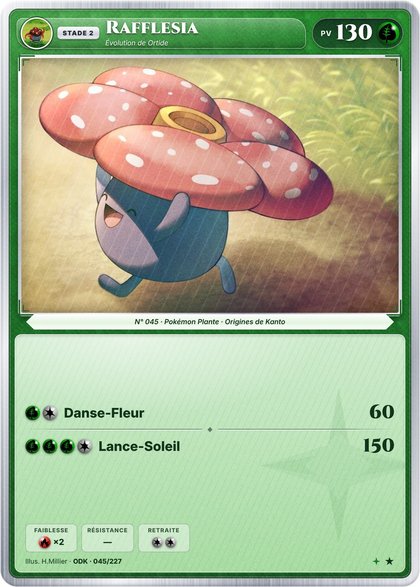 STADE 2
RAFFLESIA
Évolution de Ortide
PV 130
N° 045 · Pokémon Plante · Origines de Kanto
Danse-Fleur 60
Lance-Soleil 150
FAIBLESSE RÉSISTANCE RETRAITE
×2 —
Illus. H.Millier · ODK · 045/227